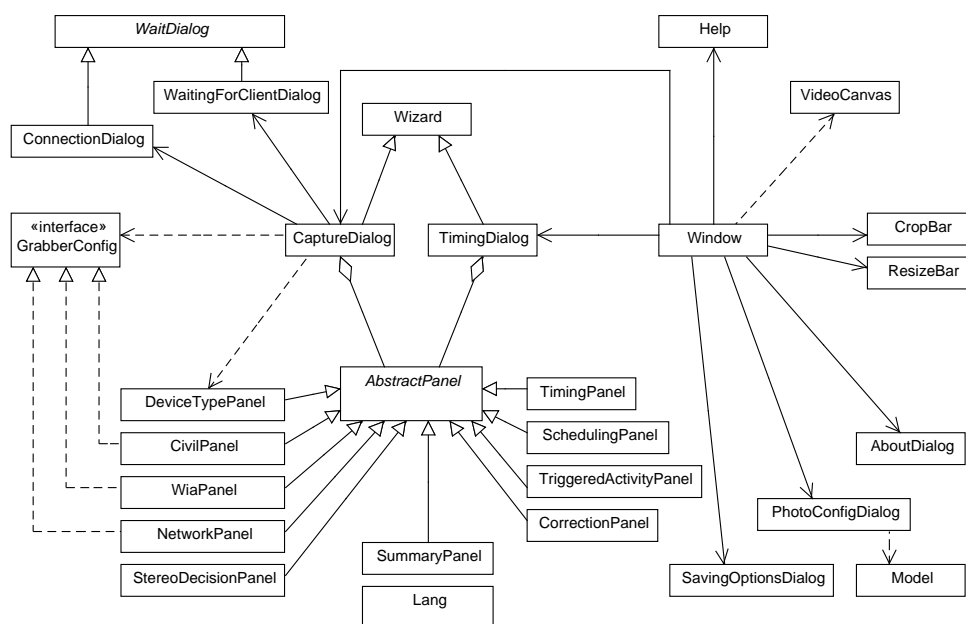 WaitDialog
Help
WaitingForClientDialog
VideoCanvas
Wizard
ConnectionDialog
«interface»
GrabberConfig
CaptureDialog
TimingDialog
Window
CropBar
ResizeBar
AbstractPanel
DeviceTypePanel
TimingPanel
CivilPanel
SchedulingPanel
AboutDialog
WiaPanel
TriggeredActivityPanel
NetworkPanel
CorrectionPanel
PhotoConfigDialog
StereoDecisionPanel
SummaryPanel
SavingOptionsDialog
Model
Lang